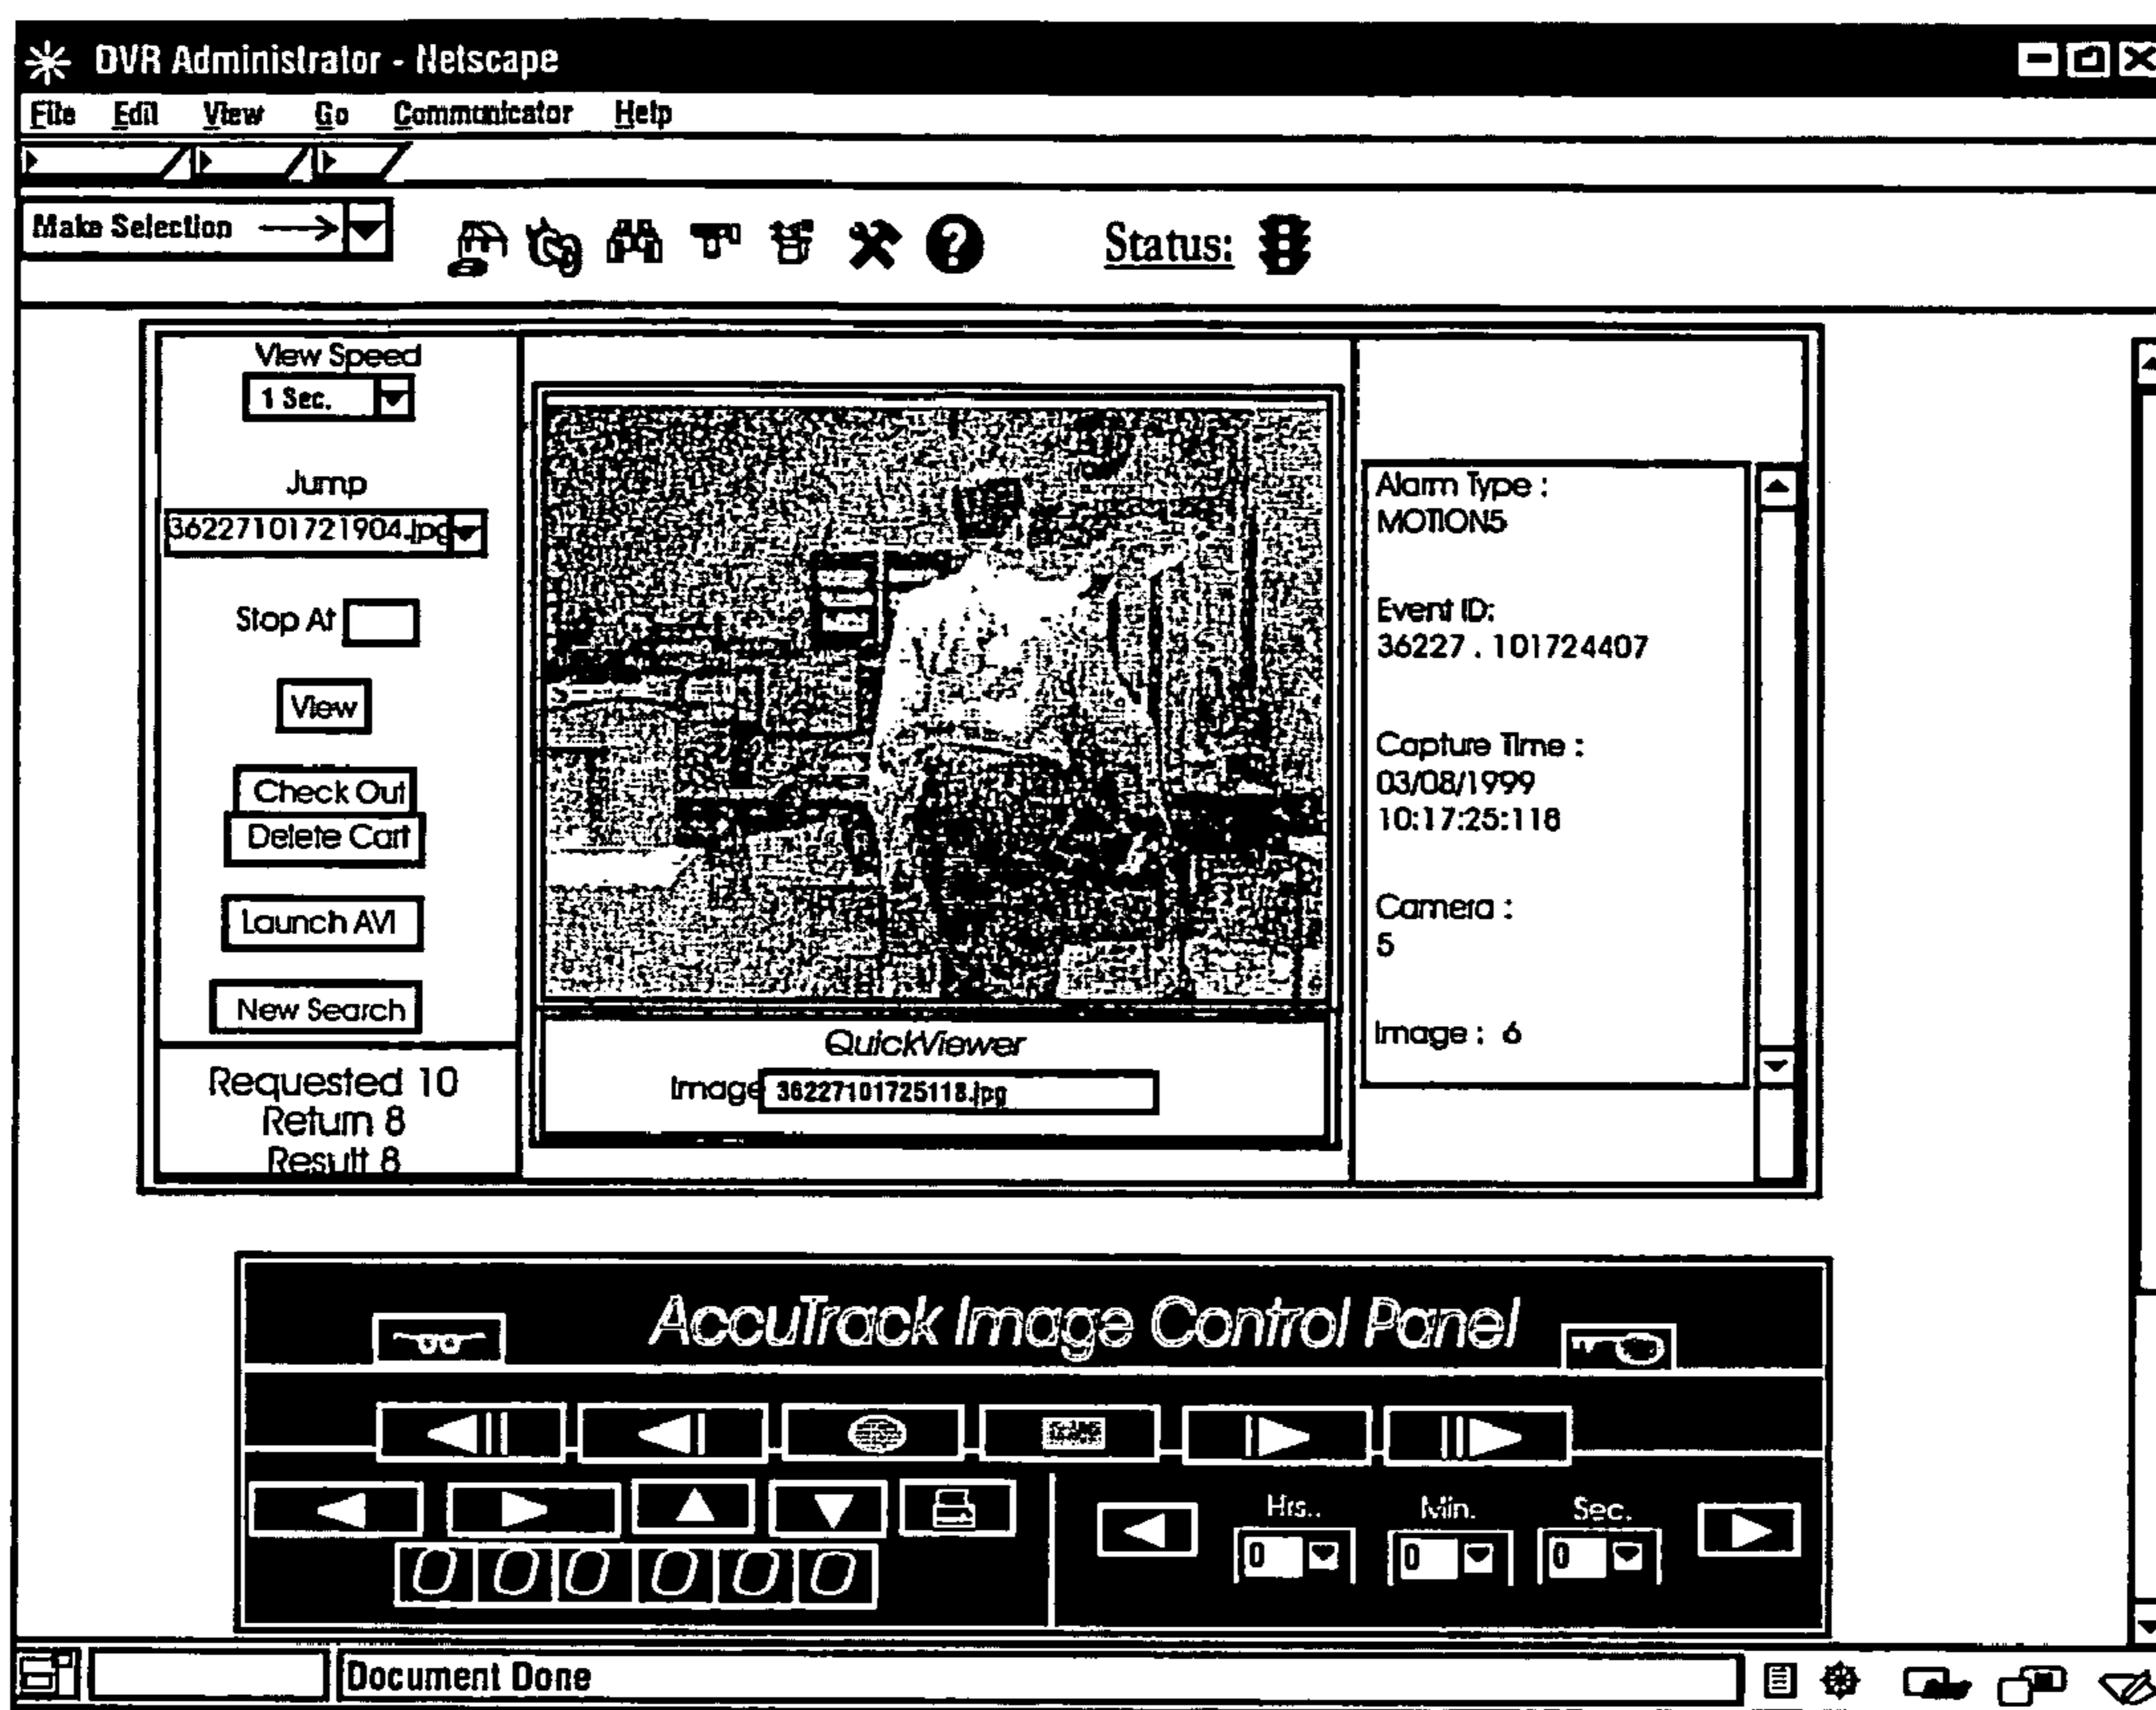 DVR Administrator - Netscape
File Edit View Go Communicator Help
Make Selection
Status:
View Speed
1 Sec.
Jump
36227101721904.jpg
Stop At
View
Check Out
Delete Cart
Launch AVI
New Search
Requested 10
Return 8
Result 8
QuickViewer
Image 36227101725118.jpg
Alarm Type :
MOTION5
Event ID:
36227 . 101724407
Capture Time :
03/08/1999
10:17:25:118
Camera :
5
Image : 6
AccuTrack Image Control Panel
Hrs.. Min. Sec.
0 0 0
0 0 0 0 0 0
Document Done